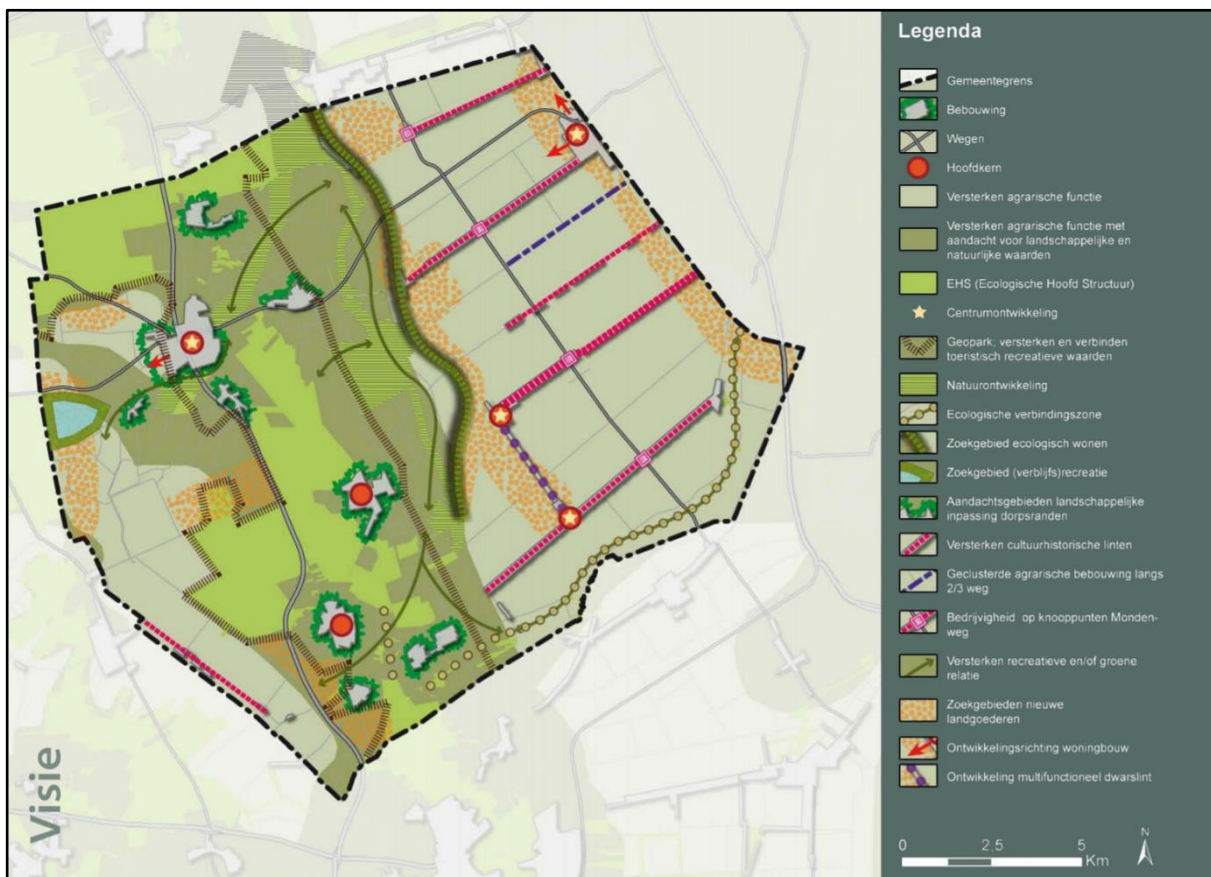 Legenda
Gemeentegrens
Bebouwing
Wegen
Hoofdkern
Versterken agrarische functie
Versterken agrarische functie met
aandacht voor landschappelijke en
natuurlijke waarden
EHS (Ecologische Hoofd Structuur)
Centrumontwikkeling
Geopark; versterken en verbinden
toeristisch recreatieve waarden
Natuurontwikkeling
Ecologische verbindingszone
Zoekgebied ecologisch wonen
Zoekgebied (verblijfs)recreatie
Aandachtsgebieden landschappelijke
inpassing dorpsranden
Versterken cultuurhistorische linten
Geclusterde agrarische bebouwing langs
2/3 weg
Bedrijvigheid op knooppunten Monden-
weg
Versterken recreatieve en/of groene
relatie
Zoekgebieden nieuwe
landgoederen
Ontwikkelingsrichting woningbouw
Ontwikkeling multifunctioneel dwarslint
0 2,5 5
Km
N
Visie